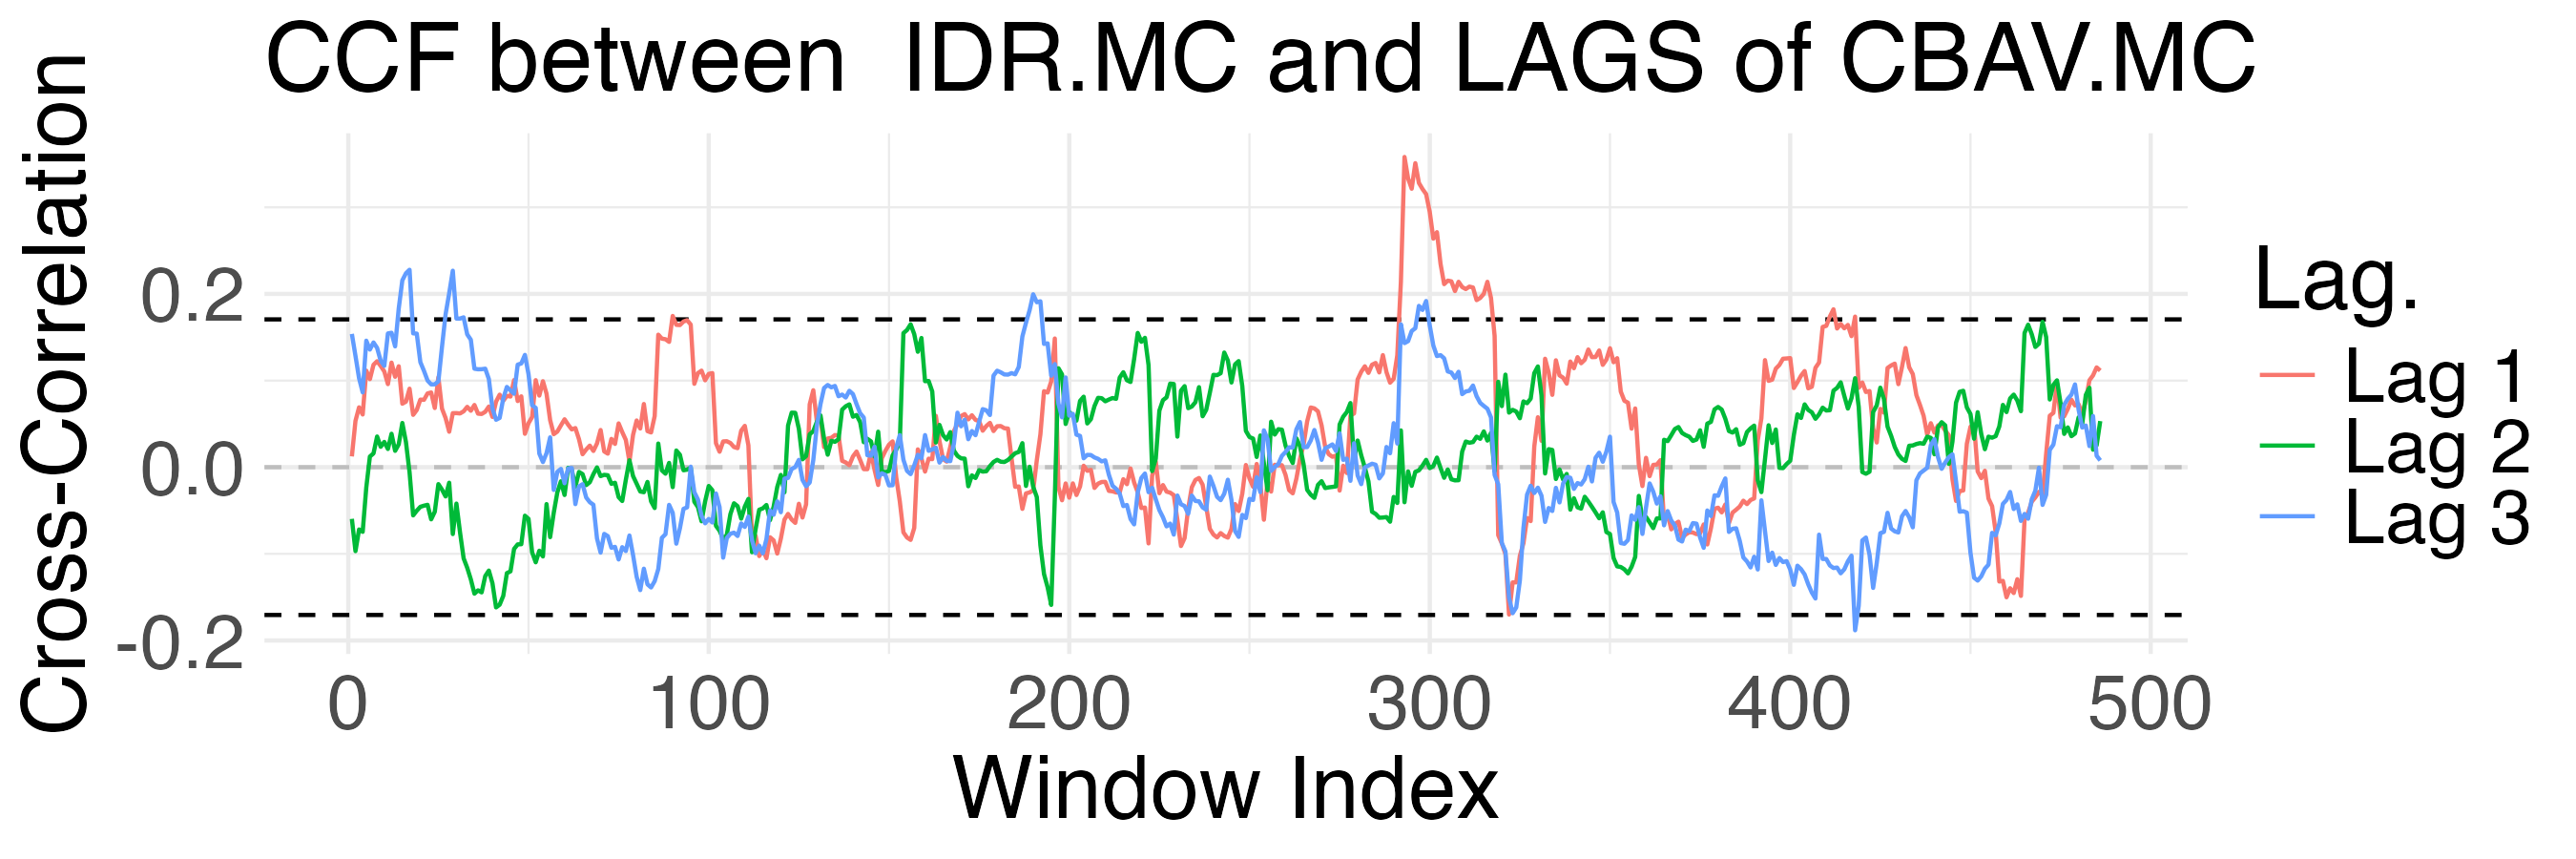 CCF between  IDR.MC and LAGS of CBAV.MC
Cross-Correlation
0.2
0.0
-0.2
0 100 200 300 400 500
Window Index
Lag.
Lag 1
Lag 2
Lag 3